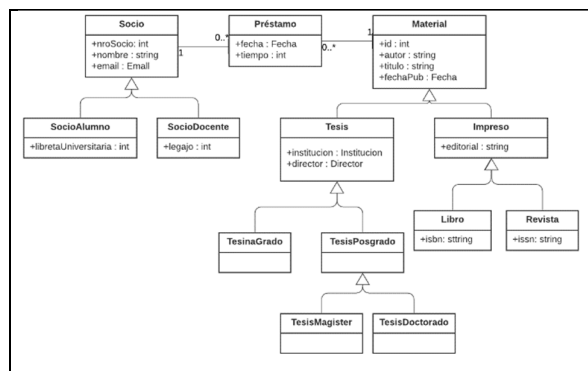 Socio
+nroSocio: int
+nombre : string
+email : Emall
Préstamo
+fecha : Fecha
+tiempo : int
Material
+id : int
+autor : string
+titulo : string
+fechaPub : Fecha
1
0..*
0..*
1
SocioAlumno
+libretaUniversitaria : int
SocioDocente
+legajo : int
Tesis
+institucion : Institucion
+director : Director
Impreso
+editorial : string
TesinaGrado
TesisPosgrado
Libro
+isbn: sttring
Revista
+issn: string
TesisMagister
TesisDoctorado